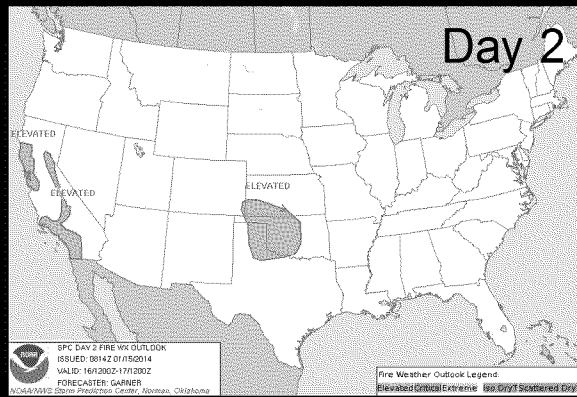 Day 2
ELEVATED
ELEVATED
ELEVATED
NOAA
SPC DAY 2 FIRE WX OUTLOOK
ISSUED: 0814Z 01/15/2014
VALID: 16/1200Z-17/1200Z
FORECASTER: GARNER
NOAA/NWS Storm Prediction Center, Norman, Oklahoma
Fire Weather Outlook Legend:
Elevated Critical Extreme Iso DryT Scattered Dry